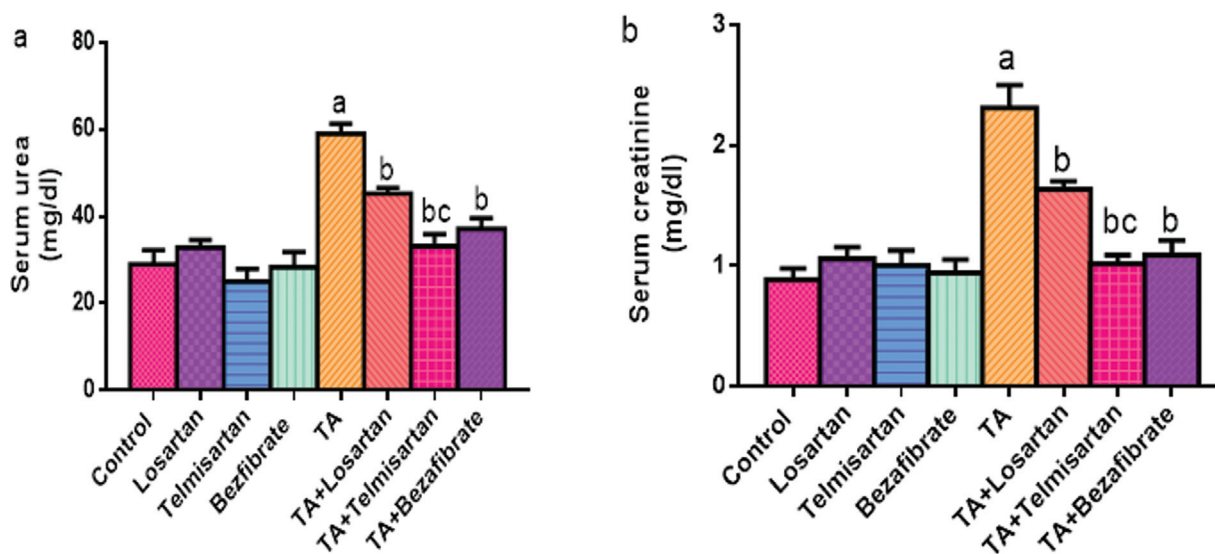 a
Serum urea
(mg/dl)
80
60
40
20
0
a
b
bc
b
Control
Losartan
Telmisartan
Bezfibrate
TA
TA+Losartan
TA+Telmisartan
TA+Bezafibrate
b
Serum creatinine
(mg/dl)
3
2
1
0
a
b
bc
b
Control
Losartan
Telmisartan
Bezafibrate
TA
TA+Losartan
TA+Telmisartan
TA+Bezafibrate